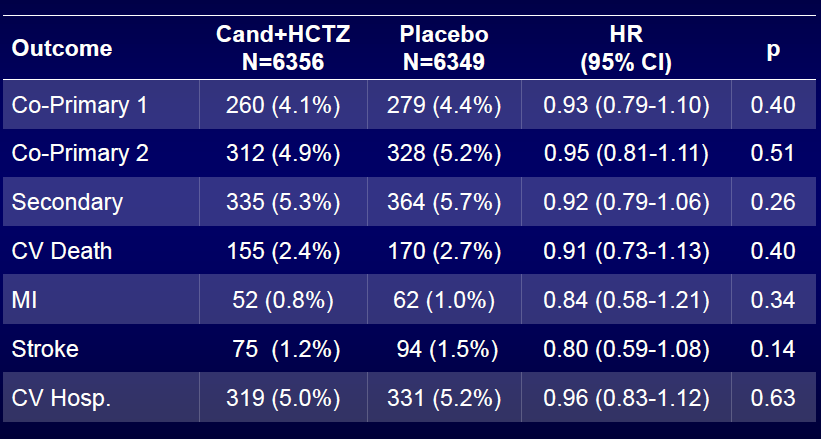 Outcome Cand+HCTZ N=6356 Placebo N=6349 HR (95% CI) p
Co-Primary 1 260 (4.1%) 279 (4.4%) 0.93 (0.79-1.10) 0.40
Co-Primary 2 312 (4.9%) 328 (5.2%) 0.95 (0.81-1.11) 0.51
Secondary 335 (5.3%) 364 (5.7%) 0.92 (0.79-1.06) 0.26
CV Death 155 (2.4%) 170 (2.7%) 0.91 (0.73-1.13) 0.40
MI 52 (0.8%) 62 (1.0%) 0.84 (0.58-1.21) 0.34
Stroke 75 (1.2%) 94 (1.5%) 0.80 (0.59-1.08) 0.14
CV Hosp. 319 (5.0%) 331 (5.2%) 0.96 (0.83-1.12) 0.63